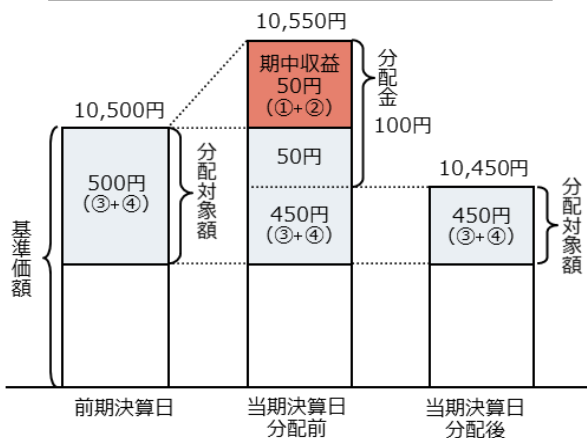 10,550円
期中収益
50円
(①+②)
分配金
100円
10,500円
50円
10,450円
500円
(③+④)
分配対象額
450円
(③+④)
450円
(③+④)
分配対象額
基準価額
前期決算日
当期決算日
分配前
当期決算日
分配後